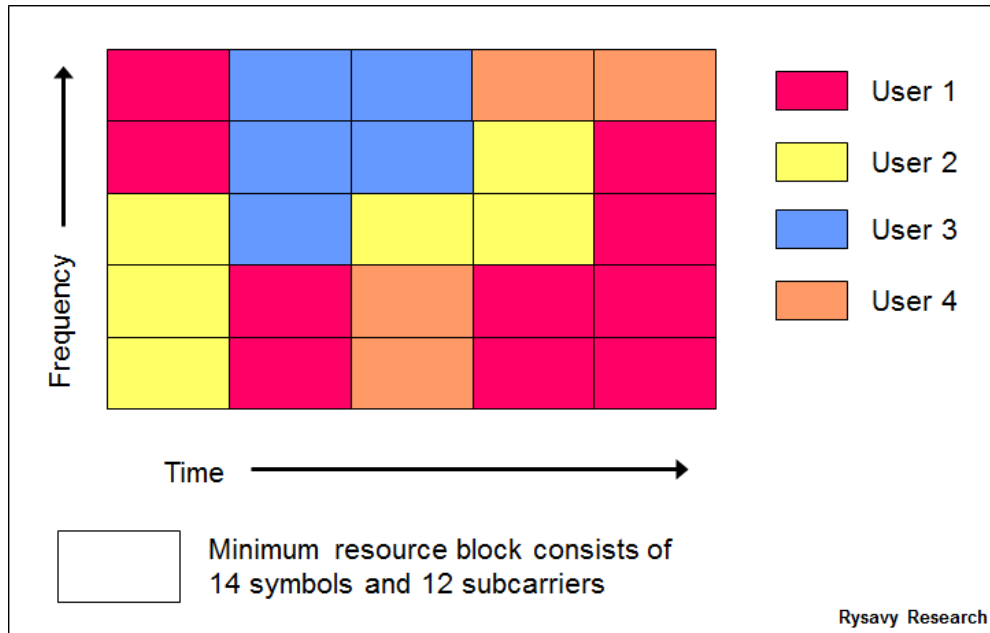 User 1
User 2
User 3
User 4
Frequency
Time
Minimum resource block consists of
14 symbols and 12 subcarriers
Rysavy Research